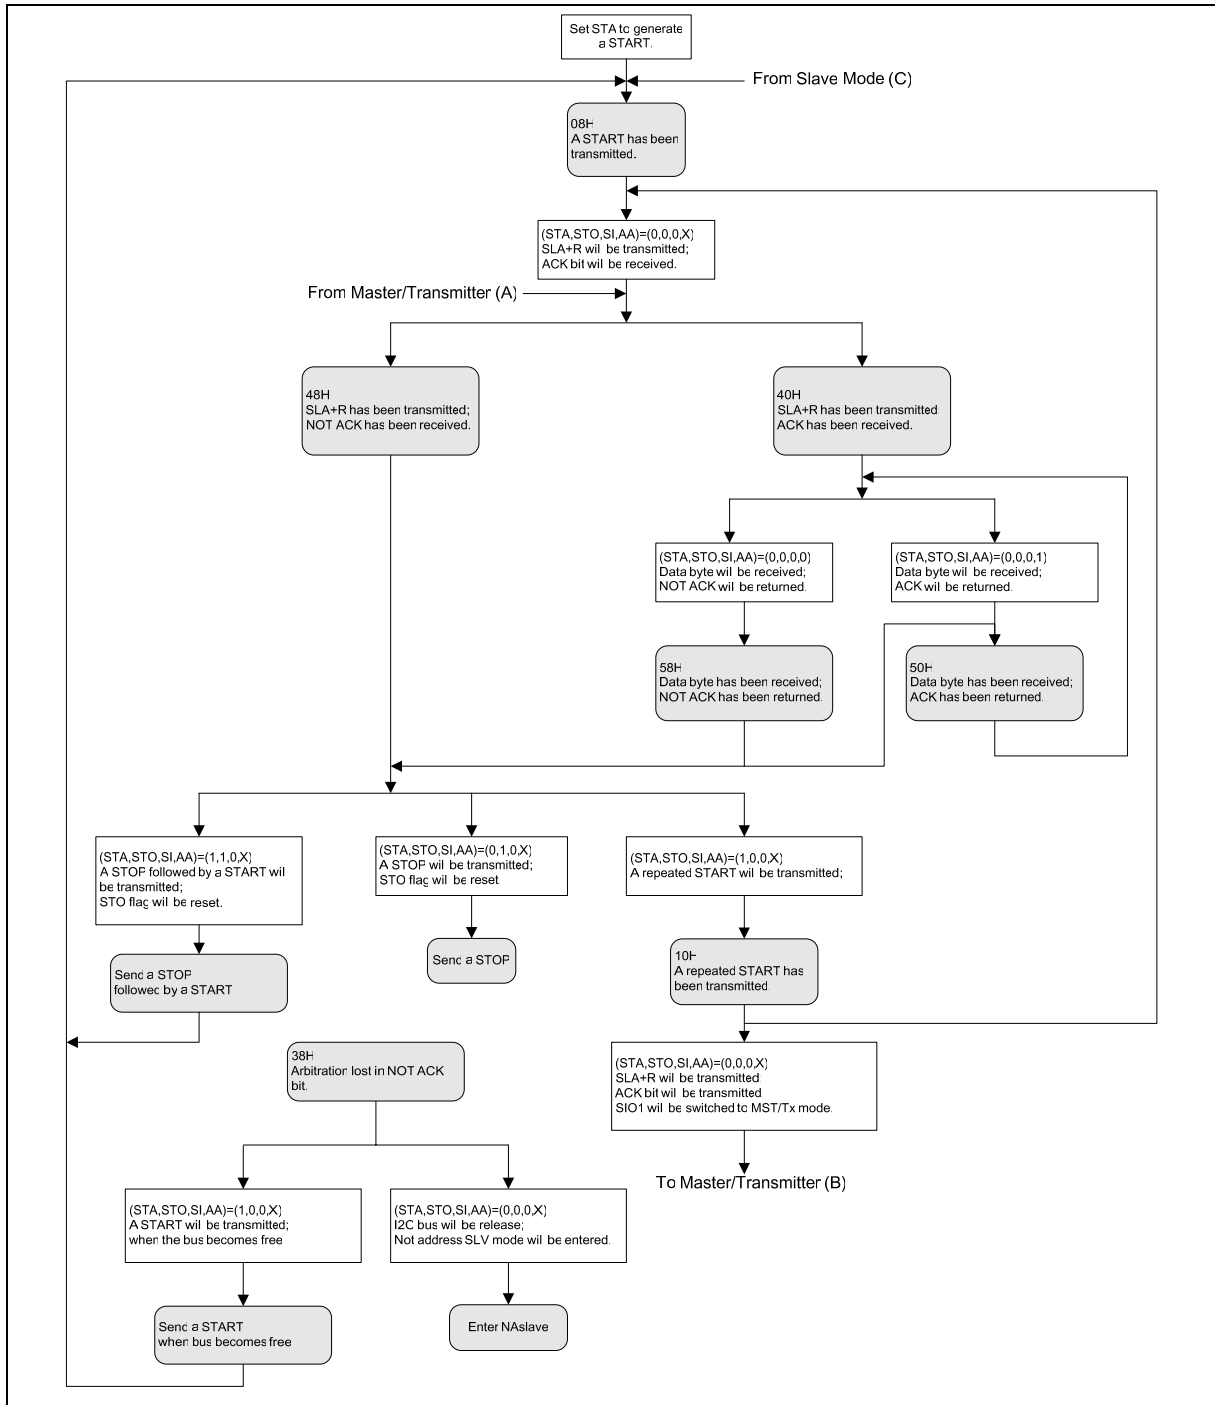 Set STA to generate
a START.
From Slave Mode (C)
08H
A START has been
transmitted.
(STA,STO,SI,AA)=(0,0,0,X)
SLA+R will be transmitted;
ACK bit will be received.
From Master/Transmitter (A)
48H
SLA+R has been transmitted;
NOT ACK has been received.
40H
SLA+R has been transmitted
ACK has been received.
(STA,STO,SI,AA)=(0,0,0,0)
Data byte will be received;
NOT ACK will be returned.
(STA,STO,SI,AA)=(0,0,0,1)
Data byte will be received;
ACK will be returned.
58H
Data byte has been received;
NOT ACK has been returned.
50H
Data byte has been received;
ACK has been returned.
(STA,STO,SI,AA)=(1,1,0,X)
A STOP followed by a START will
be transmitted;
STO flag will be reset.
(STA,STO,SI,AA)=(0,1,0,X)
A STOP will be transmitted;
STO flag will be reset
(STA,STO,SI,AA)=(1,0,0,X)
A repeated START will be transmitted;
Send a STOP
followed by a START
Send a STOP
10H
A repeated START has
been transmitted
38H
Arbitration lost in NOT ACK
bit.
(STA,STO,SI,AA)=(0,0,0,X)
SLA+R will be transmitted
ACK bit will be transmitted
SIO1 will be switched to MST/Tx mode.
To Master/Transmitter (B)
(STA,STO,SI,AA)=(1,0,0,X)
A START will be transmitted;
when the bus becomes free
(STA,STO,SI,AA)=(0,0,0,X)
I2C bus will be release;
Not address SLV mode will be entered.
Send a START
when bus becomes free
Enter NAslave